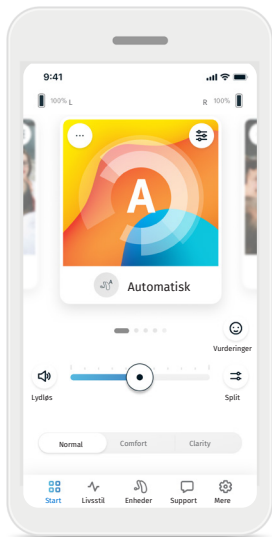 9:41
100% L
R 100%
A
Automatisk
Vurderinger
Lydløs
Split
Normal Comfort Clarity
Start Livsstil Enheder Support Mere